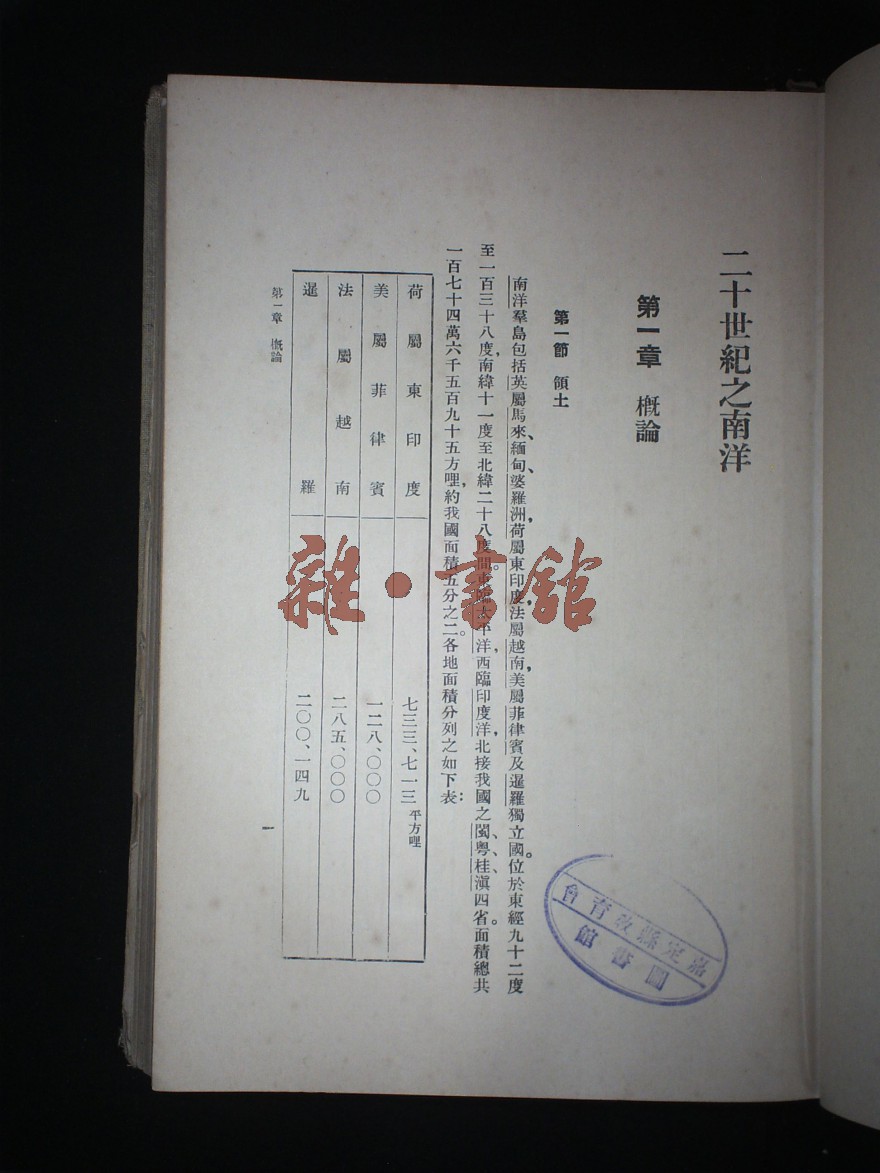 二十世紀之南洋
第一章 概論
第一節 領土
南洋羣島包括英屬馬來、緬甸、婆羅洲,荷屬東印度,法屬越南,美屬菲律賓及暹羅獨立國。位於東經九十二度
至一百三十八度,南緯十一度至北緯二十八度間。東臨太平洋,西臨印度洋,北接我國之閩、粵、桂、滇四省。面積總共
一百七十四萬六千五百九十五方哩,約我國面積五分之二。各地面積分列之如下表:
荷屬東印度 七三三、七一三平方哩
美屬菲律賓 一二八、〇〇〇
法屬越南 二八五、〇〇〇
暹羅 二〇〇、一四九
第一章 概論
一
嘉定縣教育會
圖書館
雜·書館